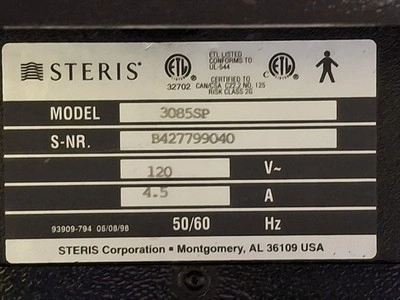 STERIS®
ETL LISTED
CONFORMS TO
UL-544
32702
CERTIFIED TO
CAN/CSA C22.2 NO. 125
RISK CLASS 2G
ETL
C ETL
MODEL 3085SP
S-NR. B427799040
120 V~
4.5 A
93909-794 06/08/98 50/60 Hz
STERIS Corporation • Montgomery, AL 36109 USA